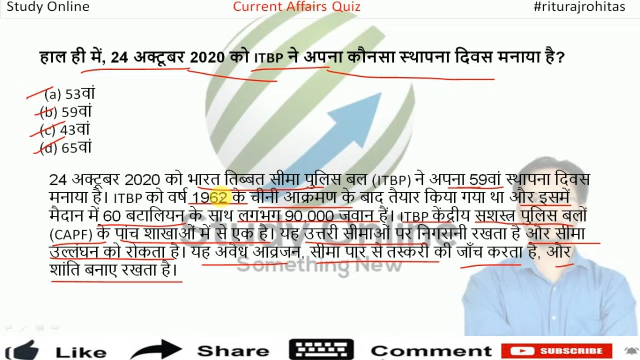 Study Online
Current Affairs Quiz
#riturajrohitas
हाल ही में, 24 अक्टूबर 2020 को ITBP ने अपना कौनसा स्थापना दिवस मनाया है?
(a) 53वां
(b) 59वां
(c) 43वां
(d) 65वां
24 अक्टूबर 2020 को भारत तिब्बत सीमा पुलिस बल (ITBP) ने अपना 59वां स्थापना दिवस
मनाया है। ITBP को वर्ष 1962 के चीनी आक्रमण के बाद तैयार किया गया था और इसमें
मैदान में 60 बटालियन के साथ लगभग 90,000 जवान हैं। ITBP केंद्रीय सशस्त्र पुलिस बलों
(CAPF) के पांच शाखाओं में से एक है। यह उत्तरी सीमाओं पर निगरानी रखता है और सीमा
उल्लंघन को रोकता है। यह अवैध आव्रजन, सीमा पार से तस्करी की जाँच करता है, और
शांति बनाए रखता है।
Study Online
Something New
Like
Share
Comment
SUBSCRIBE